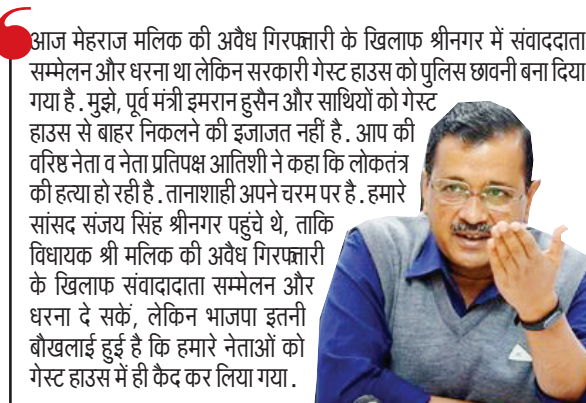 आज मेहराज मलिक की अवैध गिरफ्तारी के खिलाफ श्रीनगर में संवाददाता
सम्मेलन और धरना था लेकिन सरकारी गेस्ट हाउस को पुलिस छावनी बना दिया
गया है. मुझे, पूर्व मंत्री इमरान हुसैन और साथियों को गेस्ट
हाउस से बाहर निकलने की इजाजत नहीं है. आप की
वरिष्ठ नेता व नेता प्रतिपक्ष आतिशी ने कहा कि लोकतंत्र
की हत्या हो रही है. तानाशाही अपने चरम पर है. हमारे
सांसद संजय सिंह श्रीनगर पहुंचे थे, ताकि
विधायक श्री मलिक की अवैध गिरफ्तारी
के खिलाफ संवादादाता सम्मेलन और
धरना दे सकें, लेकिन भाजपा इतनी
बौखलाई हुई है कि हमारे नेताओं को
गेस्ट हाउस में ही कैद कर लिया गया.